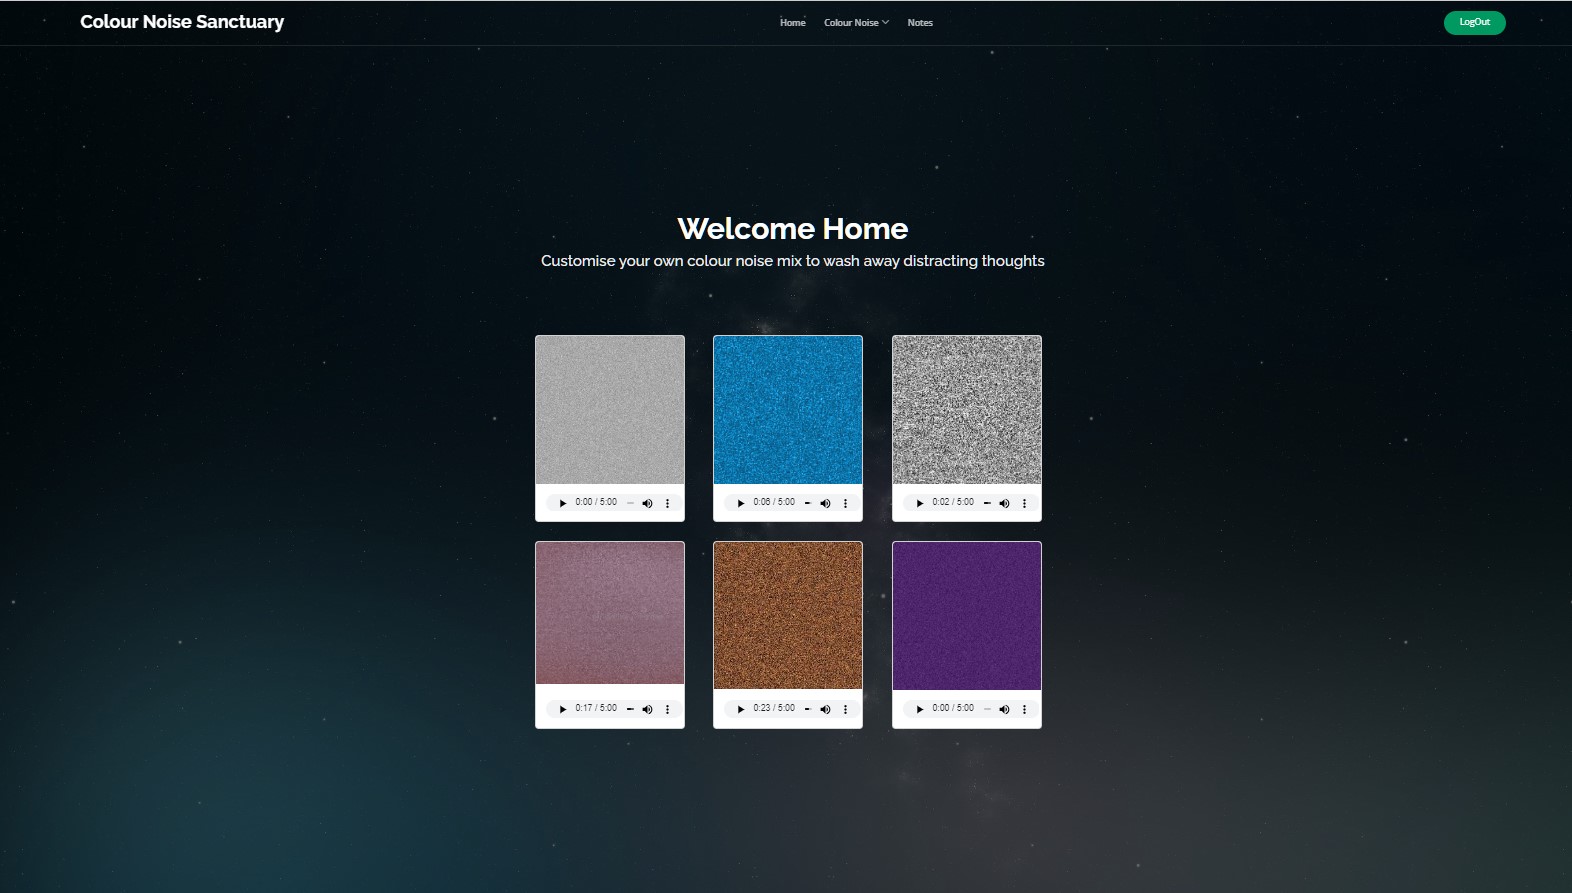 Colour Noise Sanctuary
Home Colour Noise Notes
LogOut
Welcome Home
Customise your own colour noise mix to wash away distracting thoughts
0:00 / 5:00
0:06 / 5:00
0:02 / 5:00
0:17 / 5:00
0:23 / 5:00
0:00 / 5:00